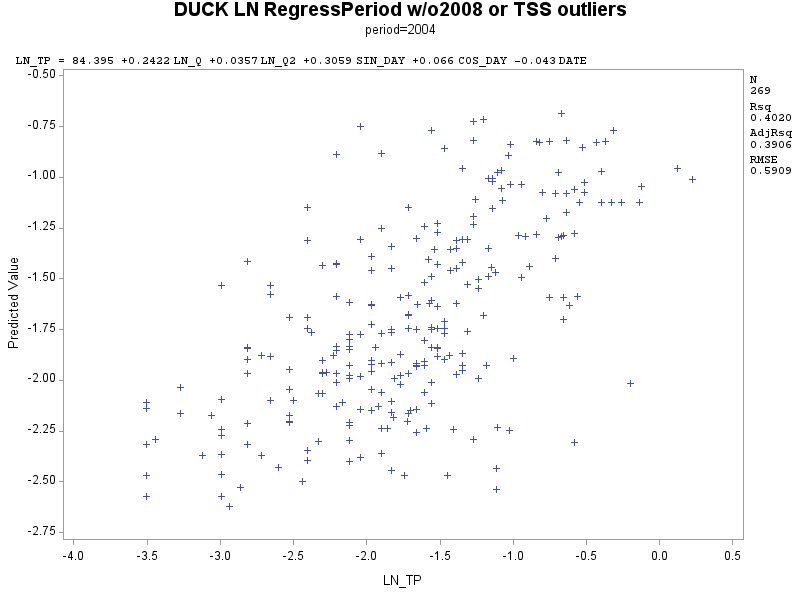 DUCK LN RegressPeriod w/o2008 or TSS outliers
period=2004
LN_TP = 84.395 +0.2422 LN_Q +0.0357 LN_Q2 +0.3059 SIN_DAY +0.066 COS_DAY -0.043 DATE
N
269
Rsq
0.4020
AdjRsq
0.3906
RMSE
0.5909
Predicted Value
-0.50
-0.75
-1.00
-1.25
-1.50
-1.75
-2.00
-2.25
-2.50
-2.75
-4.0 -3.5 -3.0 -2.5 -2.0 -1.5 -1.0 -0.5 0.0 0.5
LN_TP